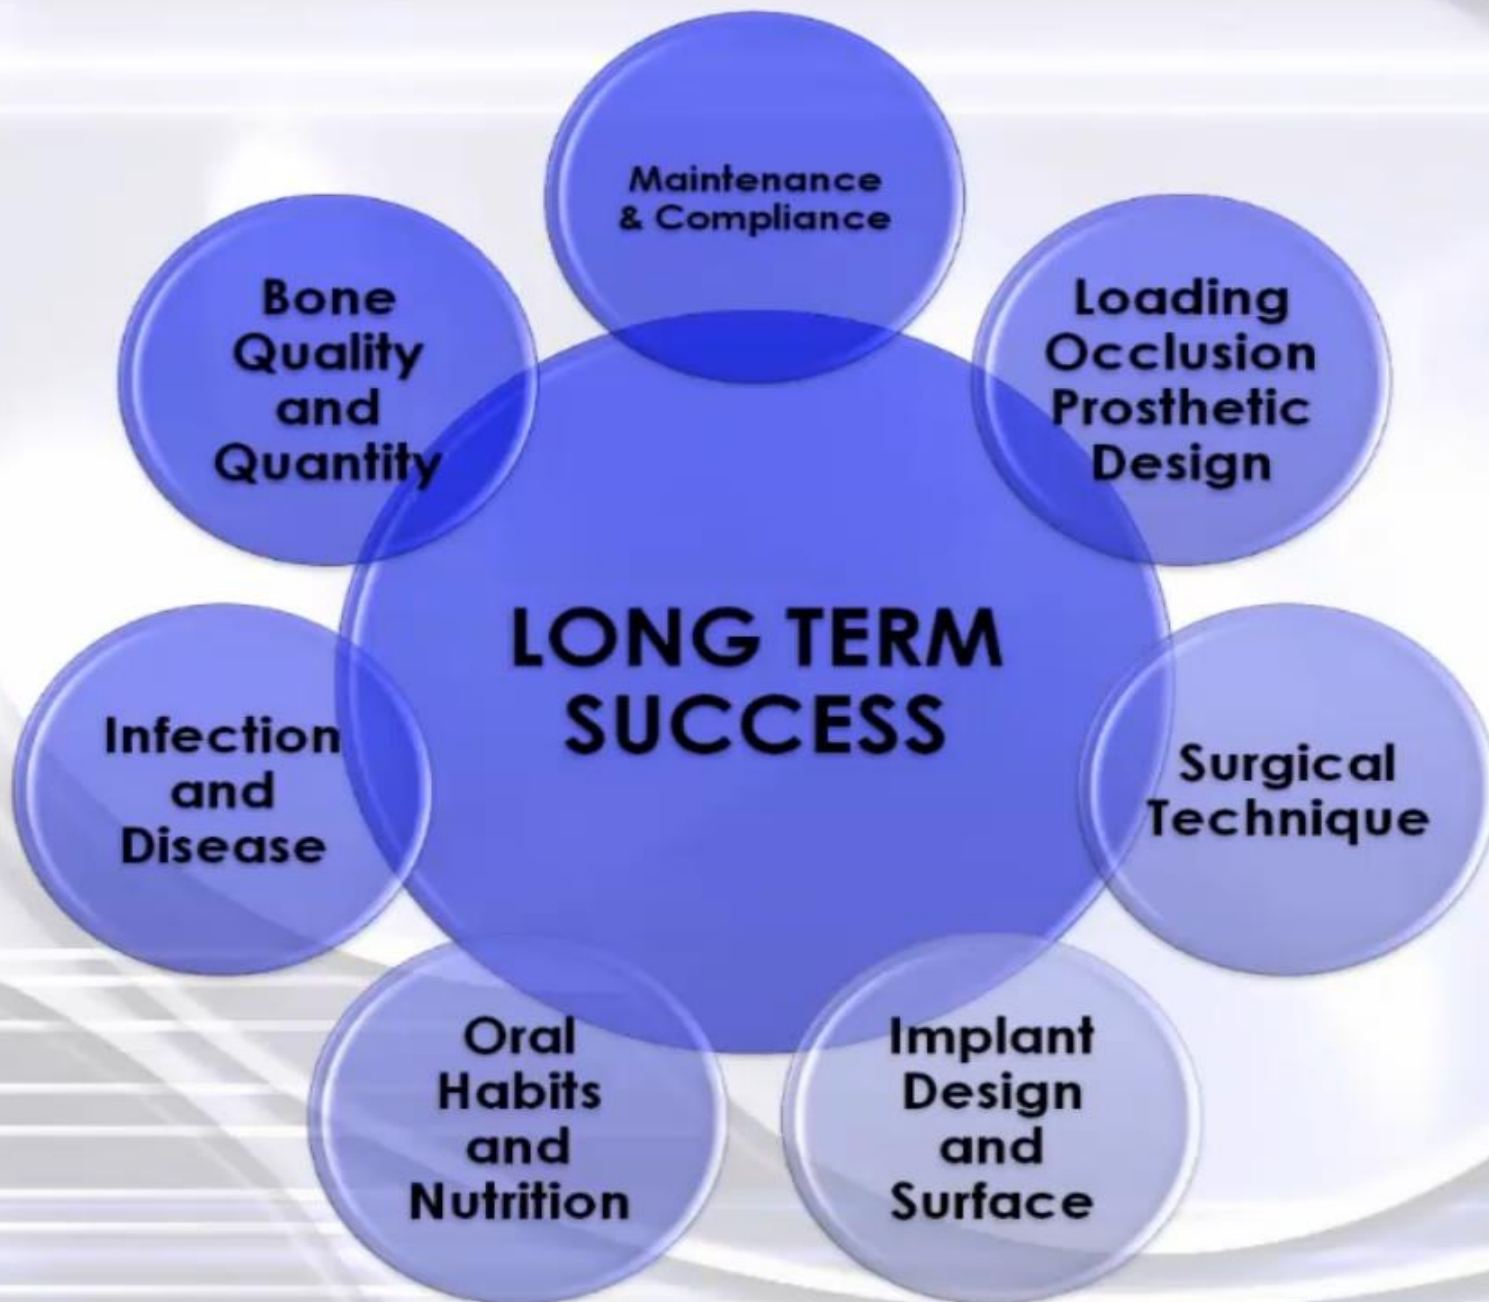 Maintenance
& Compliance
Bone
Quality
and
Quantity
Loading
Occlusion
Prosthetic
Design
LONG TERM
SUCCESS
Infection
and
Disease
Surgical
Technique
Oral
Habits
and
Nutrition
Implant
Design
and
Surface